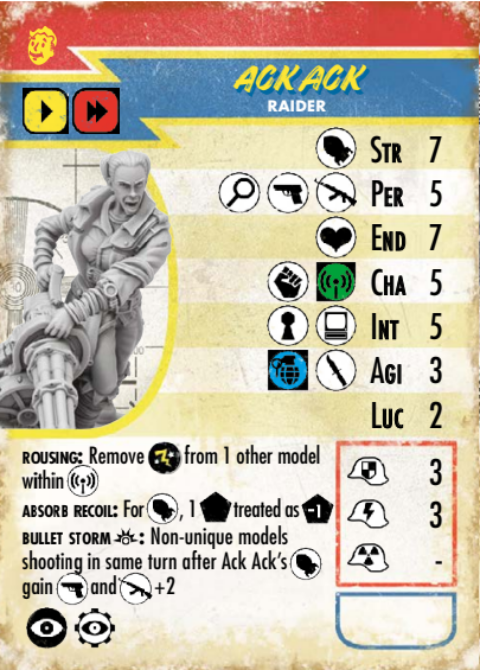 ACK ACK
RAIDER
STR 7
PER 5
END 7
CHA 5
INT 5
AGI 3
LUC 2
ROUSING: Remove from 1 other model
within
ABSORB RECOIL: For , 1 treated as -1
BULLET STORM : Non-unique models
shooting in same turn after Ack Ack's
gain and +2
3
3
-